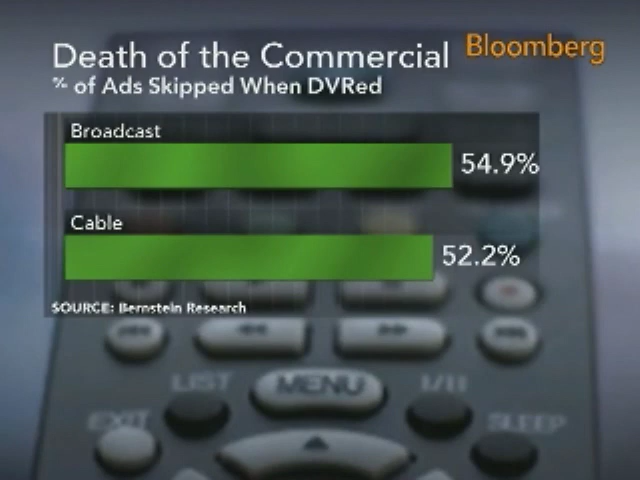 Death of the Commercial
Bloomberg
% of Ads Skipped When DVRed
Broadcast
54.9%
Cable
52.2%
SOURCE: Bernstein Research
LIST
MENU
EXIT
SLEEP